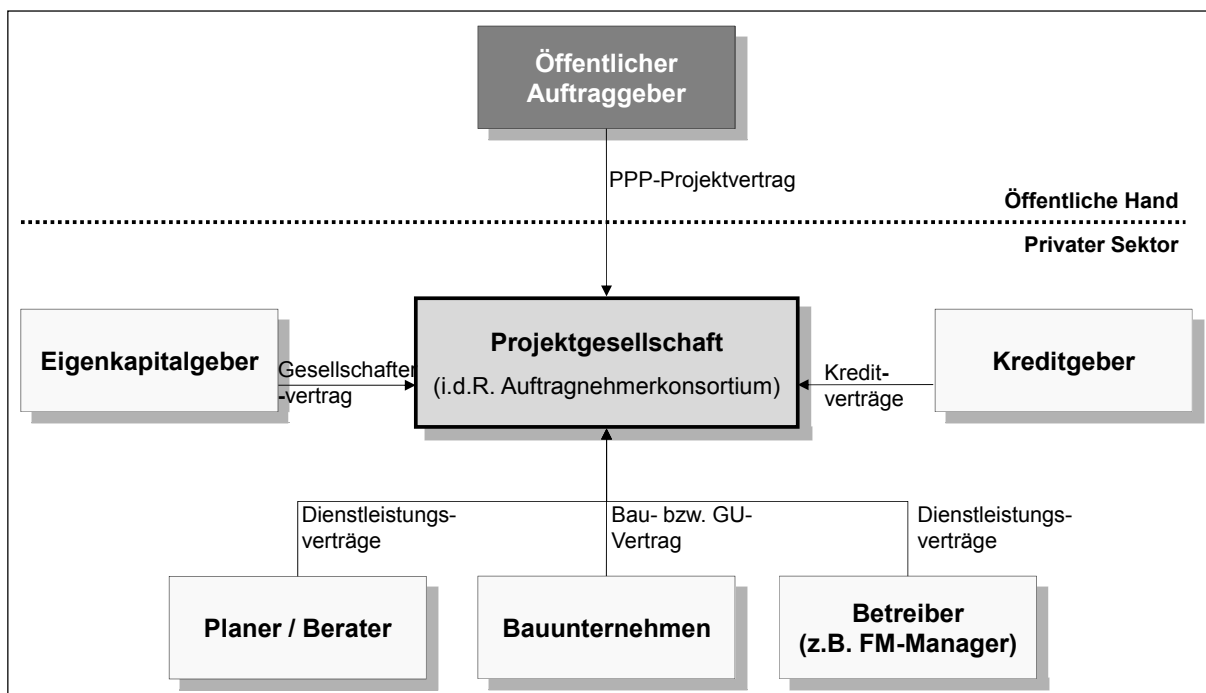 Öffentlicher
Auftraggeber
PPP-Projektvertrag
Öffentliche Hand
Privater Sektor
Eigenkapitalgeber
Gesellschafter
-vertrag
Projektgesellschaft
(i.d.R. Auftragnehmerkonsortium)
Kredit-
verträge
Kreditgeber
Dienstleistungs-
verträge
Bau- bzw. GU-
Vertrag
Dienstleistungs-
verträge
Planer / Berater
Bauunternehmen
Betreiber
(z.B. FM-Manager)